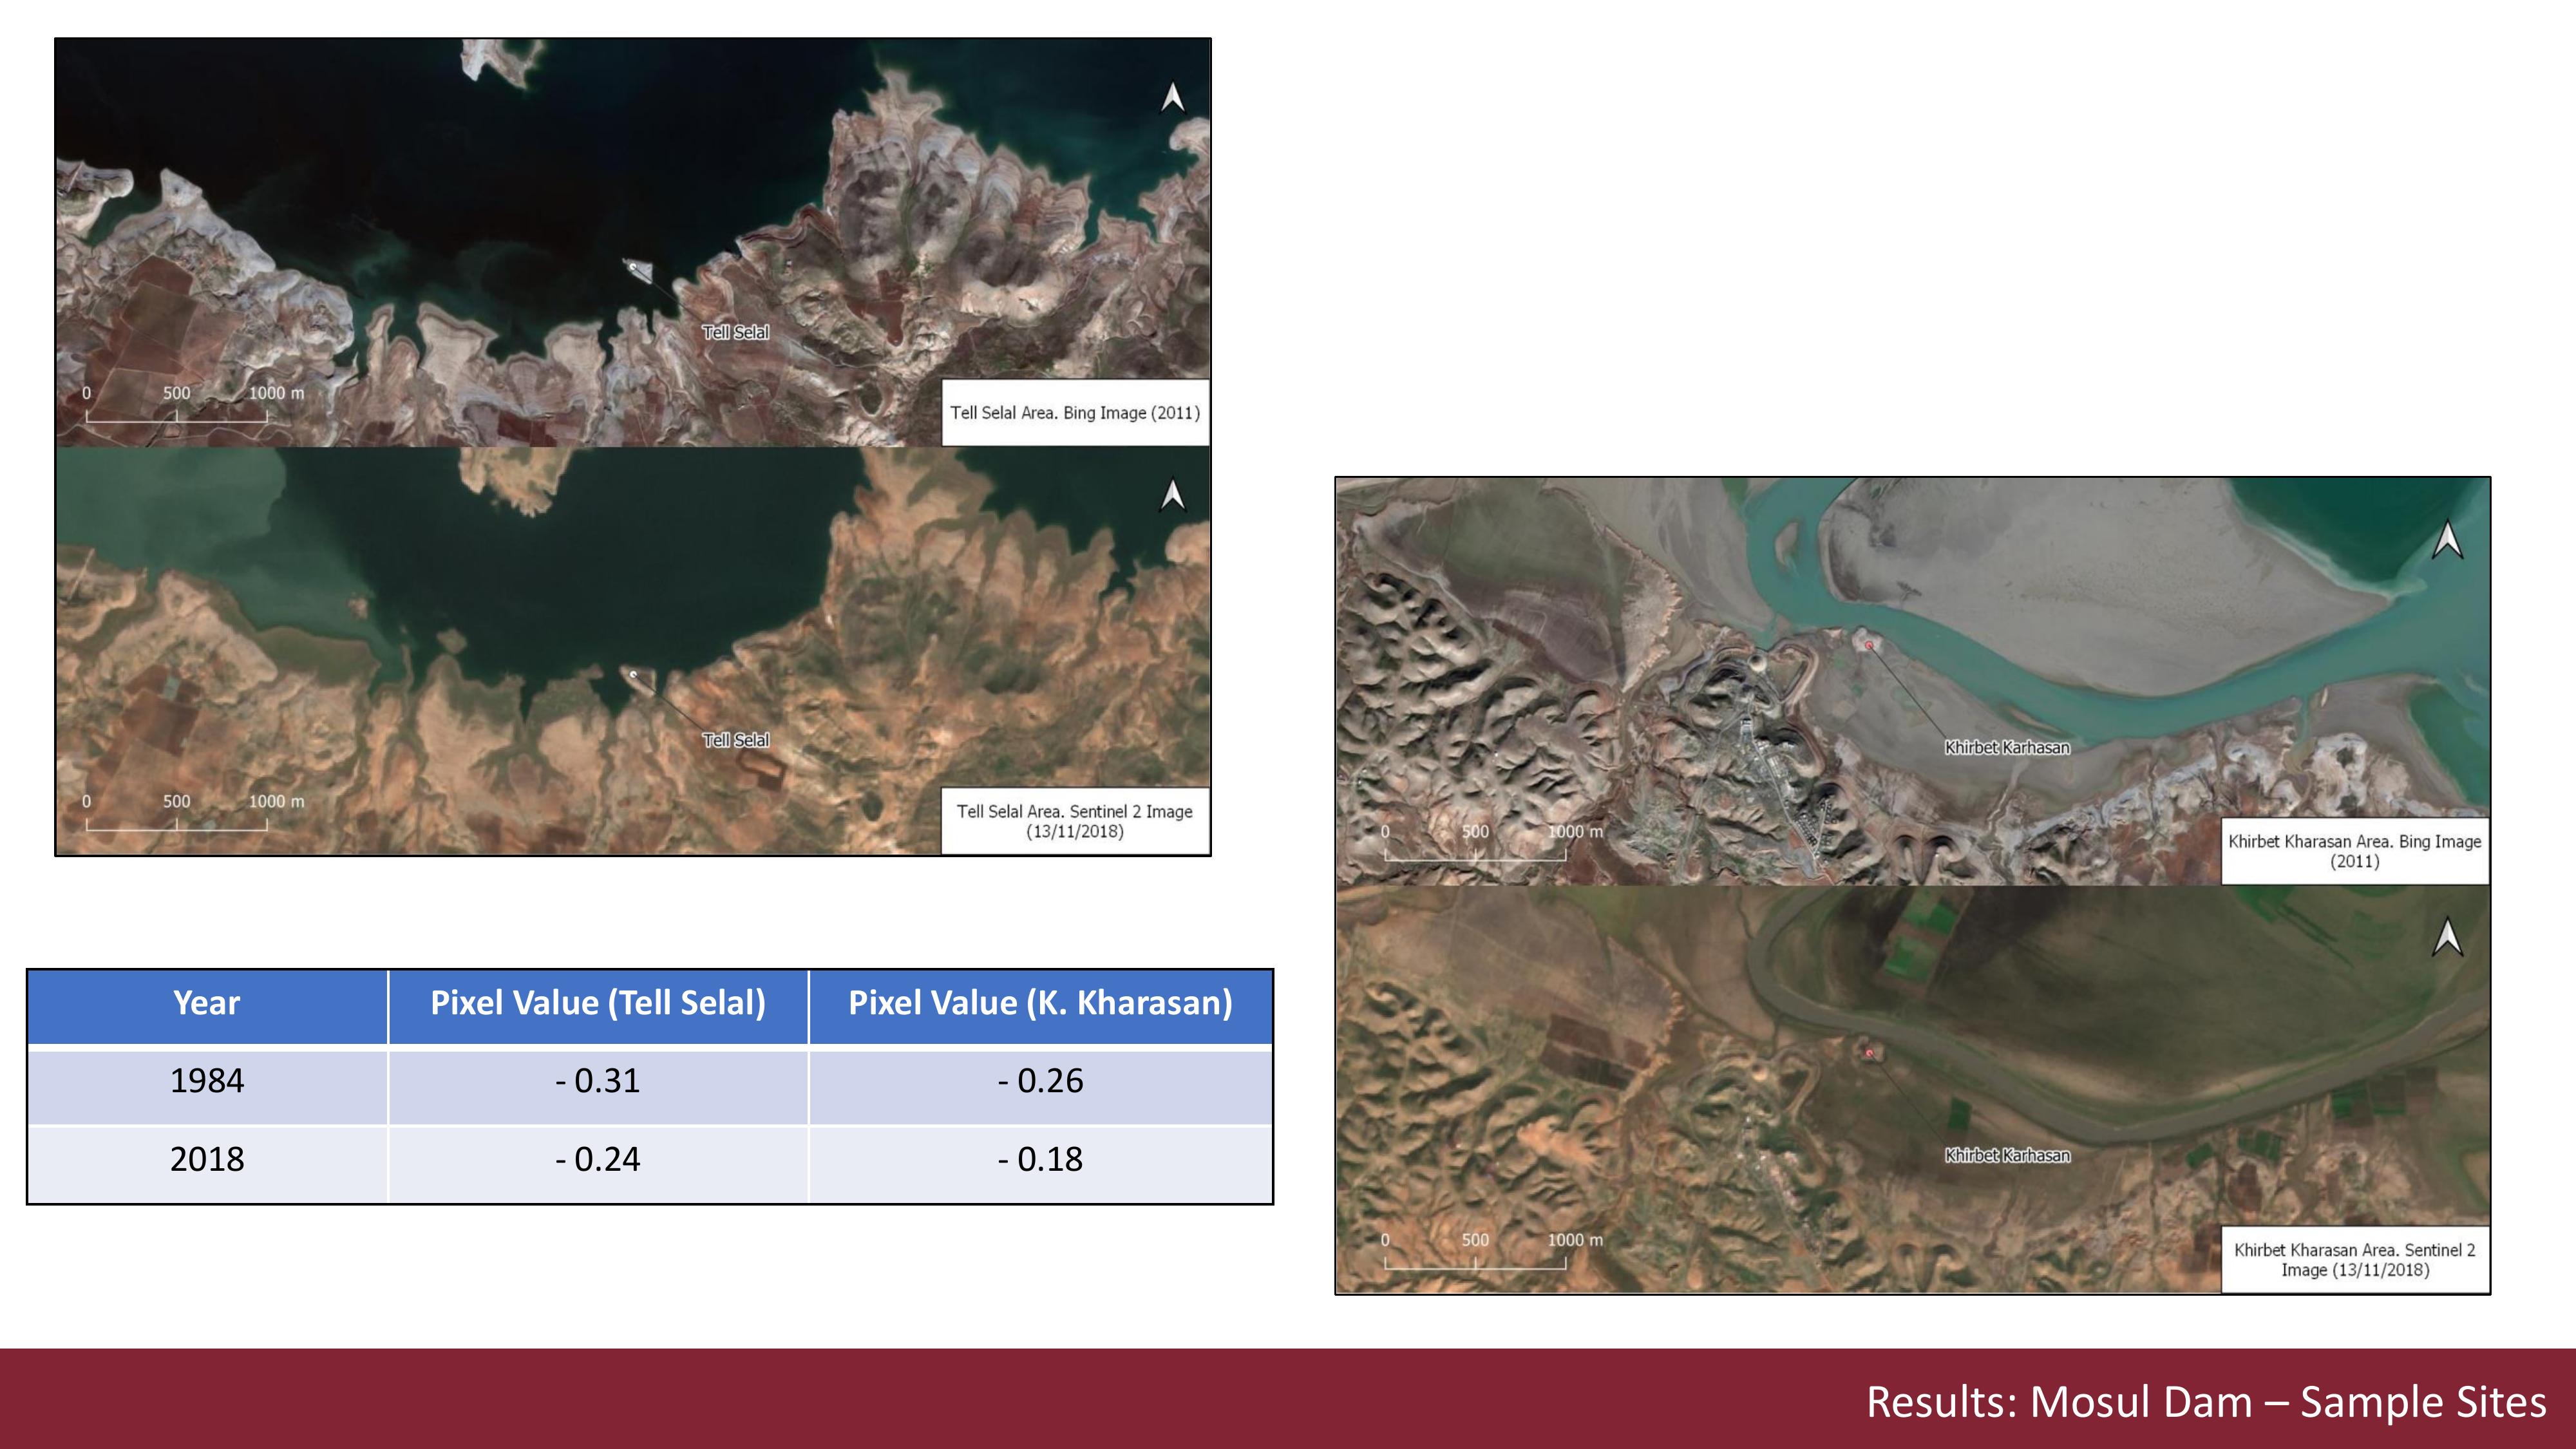 Tell Selal
0 500 1000 m
Tell Selal Area. Bing Image (2011)
Tell Selal
0 500 1000 m
Tell Selal Area. Sentinel 2 Image
(13/11/2018)
Khirbet Karhasan
0 500 1000 m
Khirbet Kharasan Area. Bing Image
(2011)
Khirbet Karhasan
0 500 1000 m
Khirbet Kharasan Area. Sentinel 2
Image (13/11/2018)
Year Pixel Value (Tell Selal) Pixel Value (K. Kharasan)
1984 - 0.31 - 0.26
2018 - 0.24 - 0.18
Results: Mosul Dam – Sample Sites